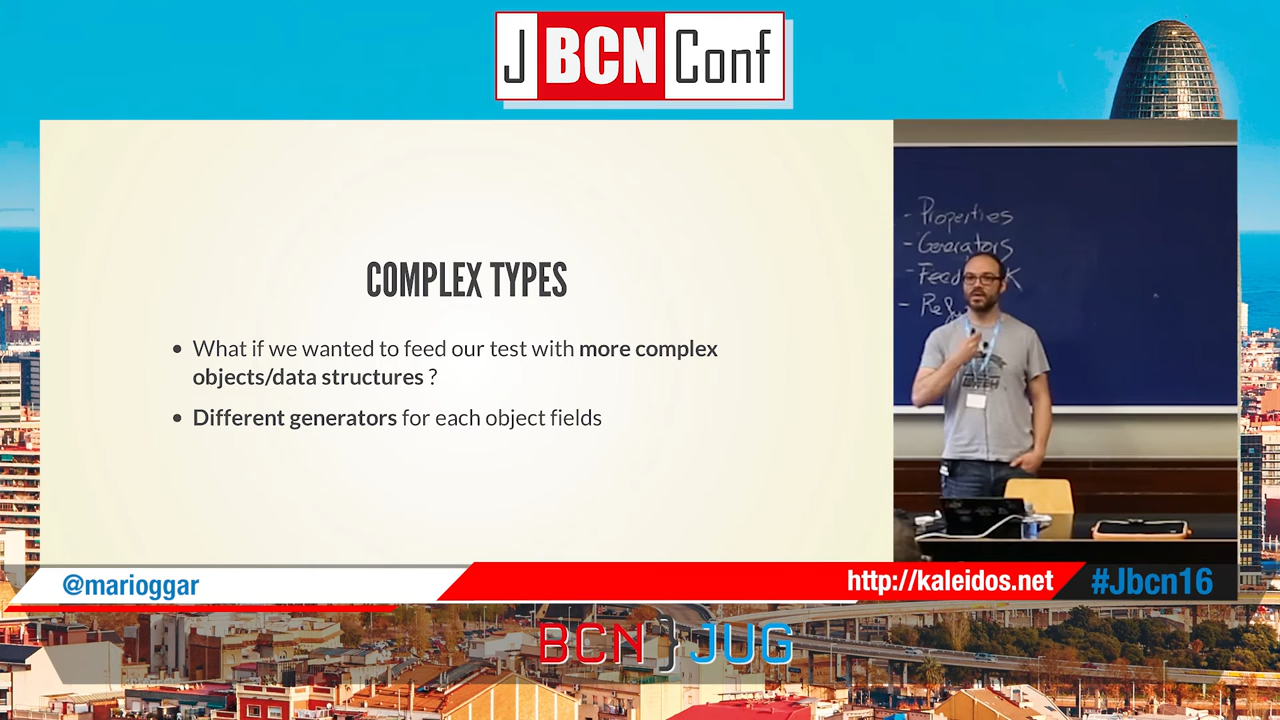 J BCN Conf
COMPLEX TYPES
• What if we wanted to feed our test with more complex
objects/data structures ?
• Different generators for each object fields
- Properties
- Generators
@marioggar
http://kaleidos.net
#Jbcn16
BCN JUG